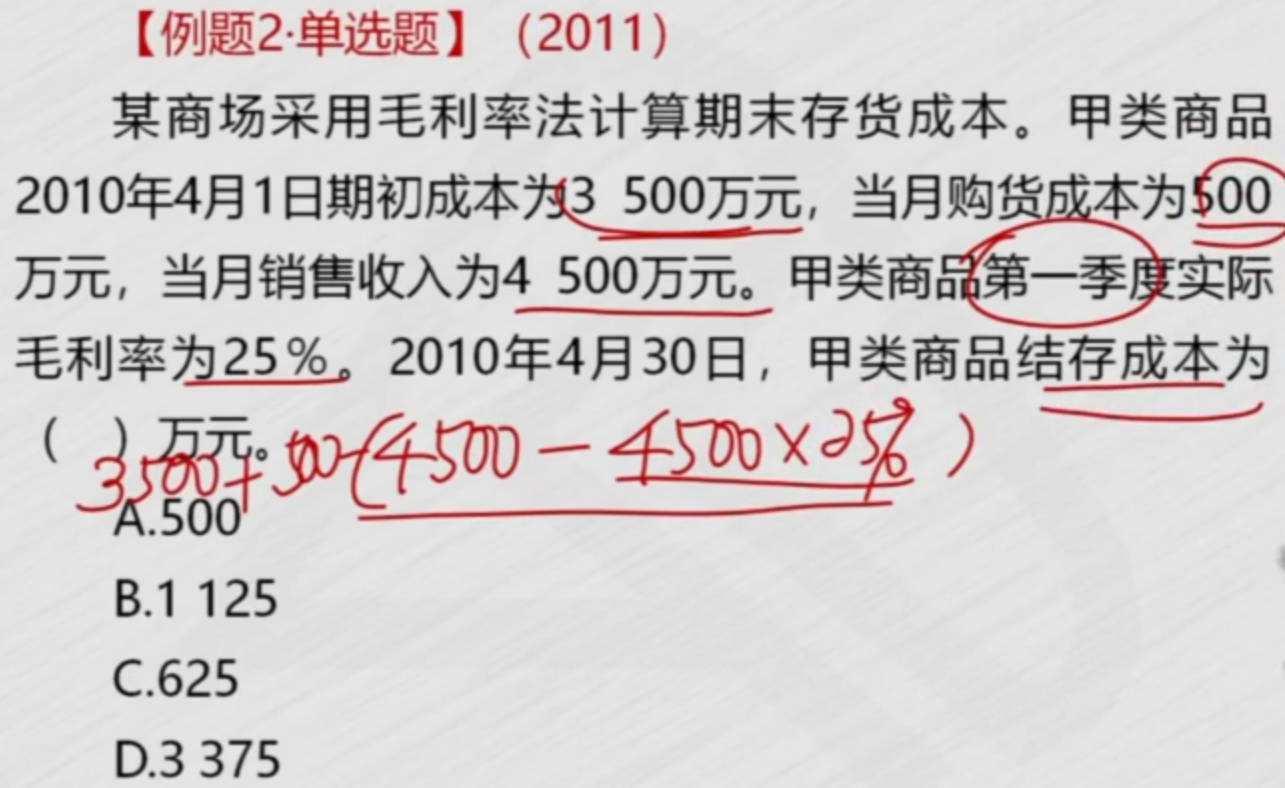 【例题2·单选题】（2011）
某商场采用毛利率法计算期末存货成本。甲类商品
2010年4月1日期初成本为3 500万元，当月购货成本为500
万元，当月销售收入为4 500万元。甲类商品第一季度实际
毛利率为25%。2010年4月30日，甲类商品结存成本为
（ ）万元。
3500+500-(4500-4500×25%)
A.500
B.1 125
C.625
D.3 375